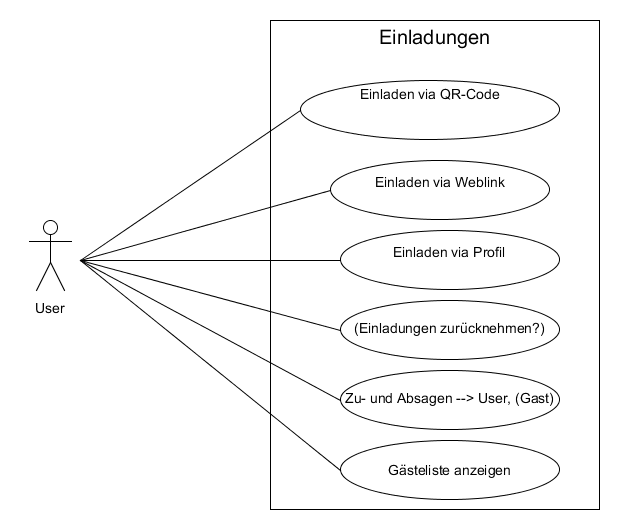 Einladungen
Einladen via QR-Code
Einladen via Weblink
Einladen via Profil
(Einladungen zurücknehmen?)
Zu- und Absagen --> User, (Gast)
Gästeliste anzeigen
User